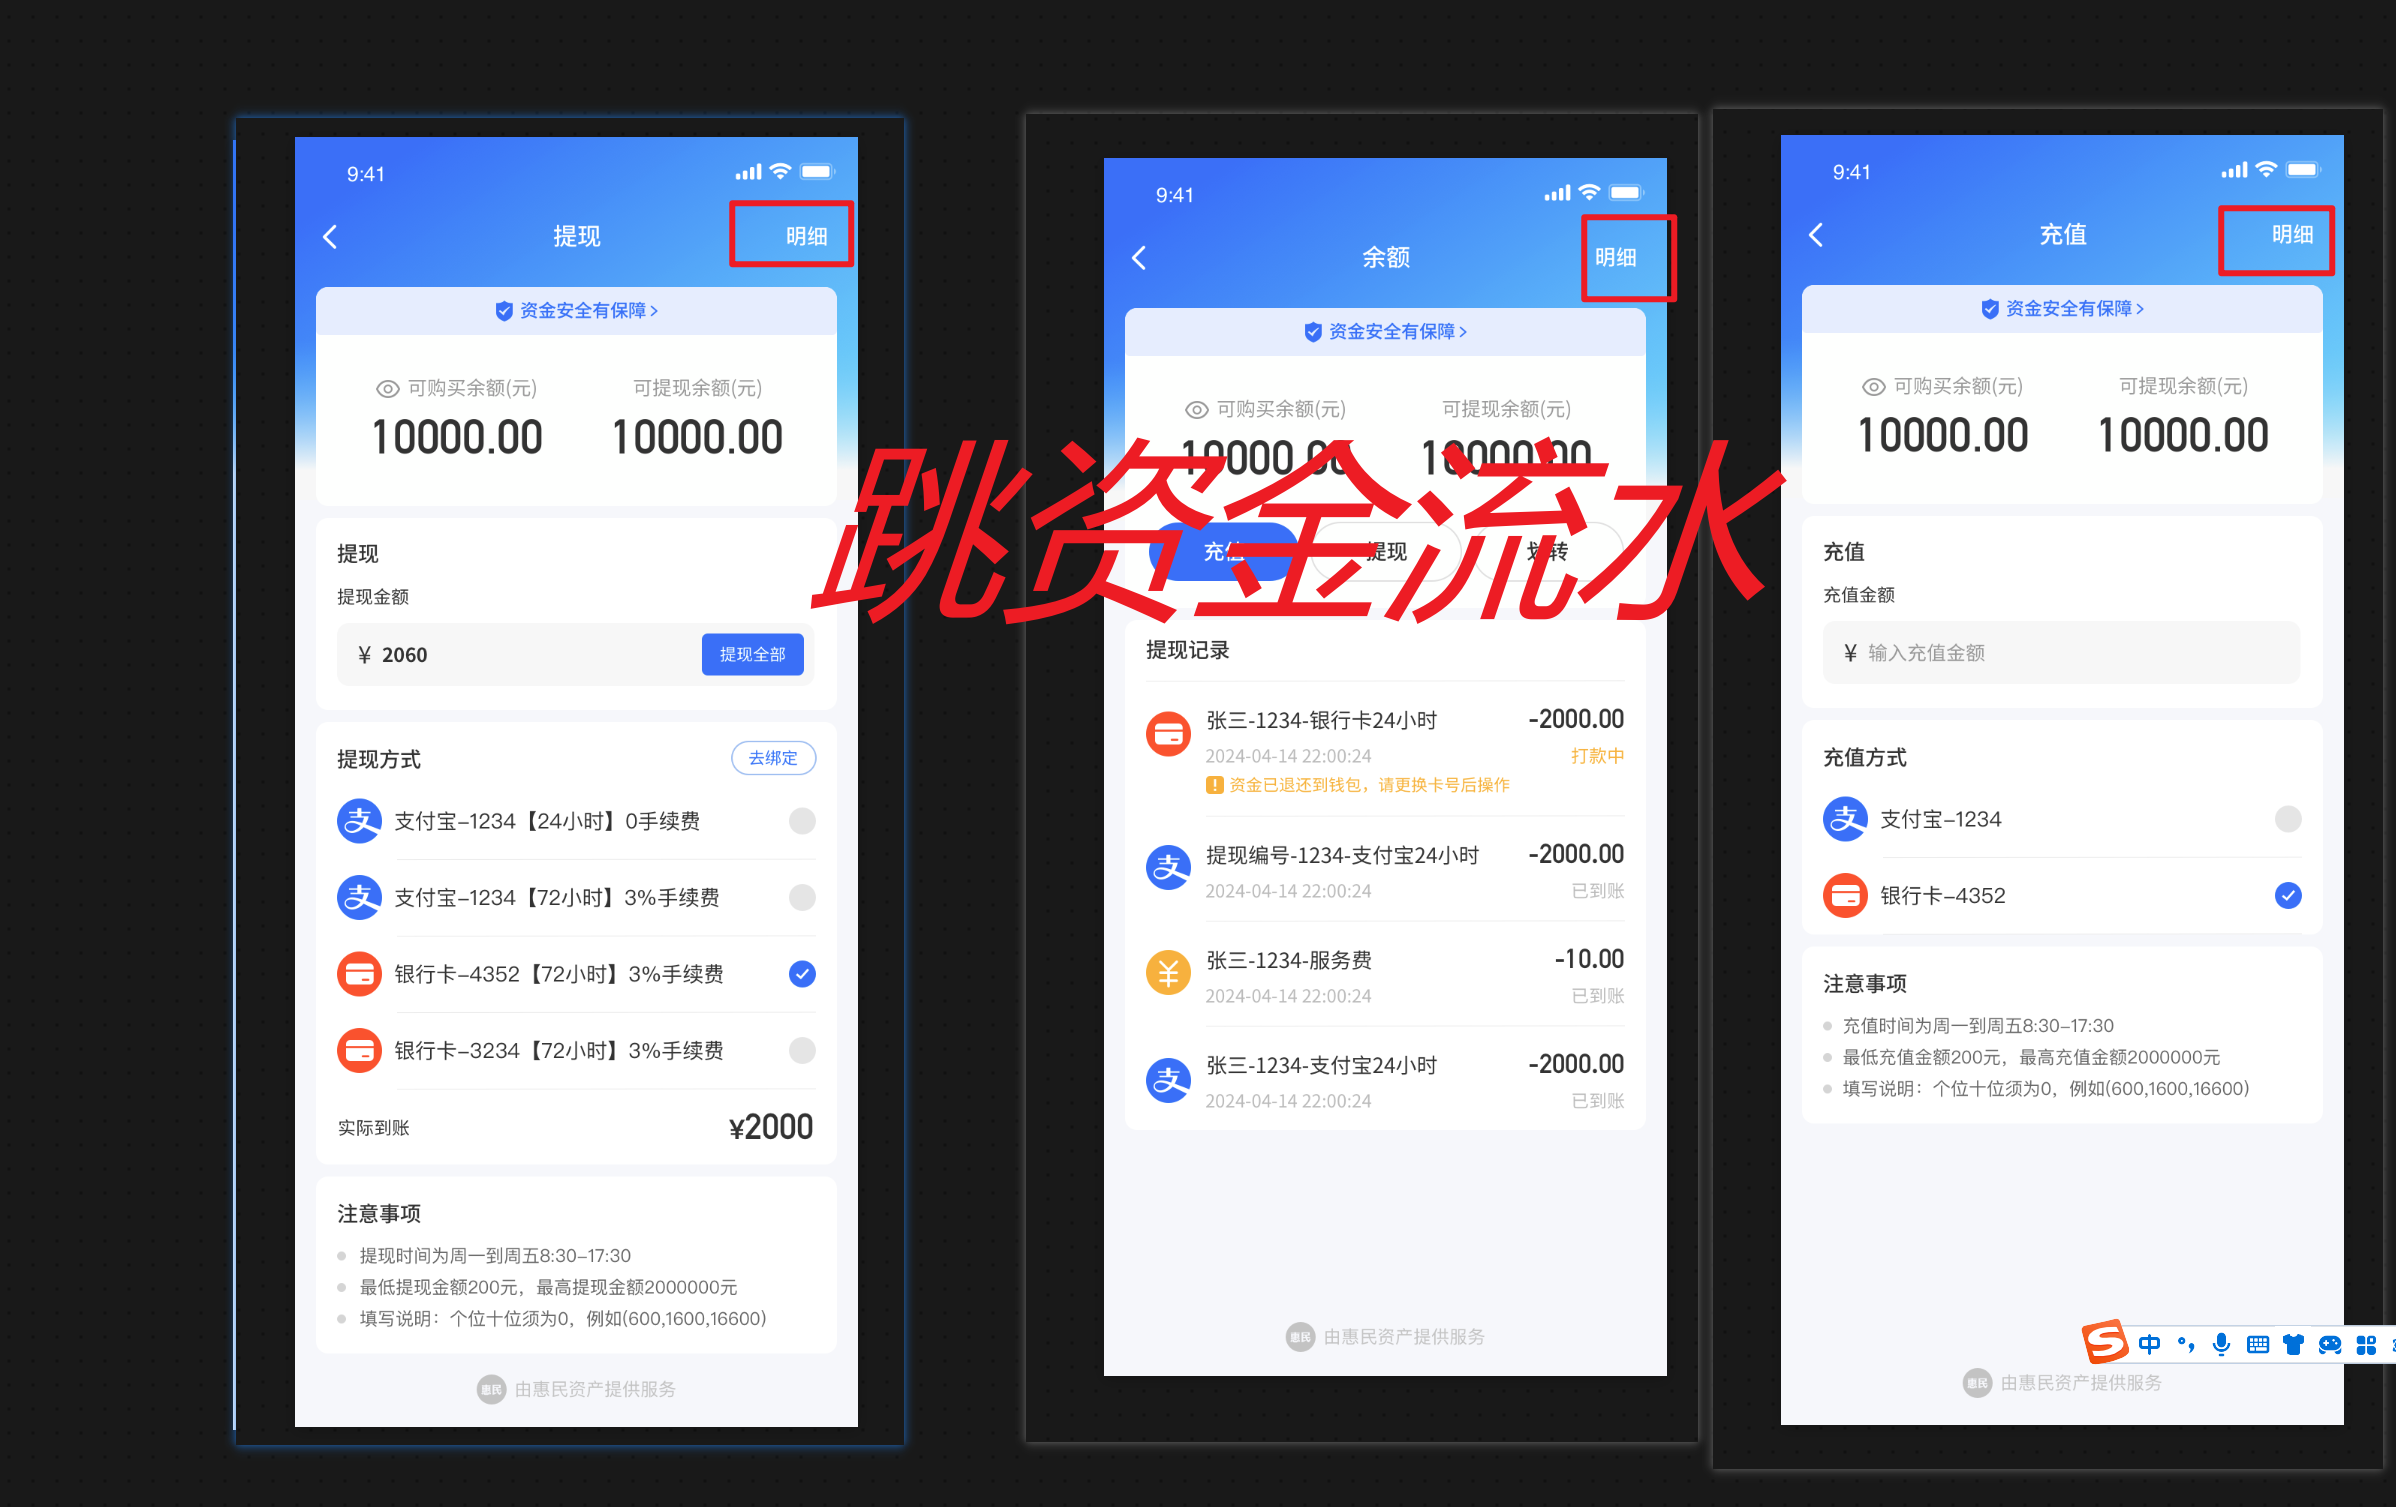 9:41
提现
明细
资金安全有保障>
可购买余额(元)
可提现余额(元)
10000.00
10000.00
提现
提现金额
¥ 2060
提现全部
提现方式
去绑定
支付宝-1234【24小时】0手续费
支付宝-1234【72小时】3%手续费
银行卡-4352【72小时】3%手续费
银行卡-3234【72小时】3%手续费
实际到账
¥2000
注意事项
提现时间为周一到周五8:30-17:30
最低提现金额200元，最高提现金额2000000元
填写说明：个位十位须为0，例如(600,1600,16600)
惠民 由惠民资产提供服务
9:41
余额
明细
资金安全有保障>
可购买余额(元)
可提现余额(元)
10000.00
10000.00
跳资金流水
充值
提现
划转
提现记录
张三-1234-银行卡24小时
-2000.00
2024-04-14 22:00:24
打款中
! 资金已退还到钱包，请更换卡号后操作
提现编号-1234-支付宝24小时
-2000.00
2024-04-14 22:00:24
已到账
张三-1234-服务费
-10.00
2024-04-14 22:00:24
已到账
张三-1234-支付宝24小时
-2000.00
2024-04-14 22:00:24
已到账
惠民 由惠民资产提供服务
9:41
充值
明细
资金安全有保障>
可购买余额(元)
可提现余额(元)
10000.00
10000.00
充值
充值金额
¥ 输入充值金额
充值方式
支付宝-1234
银行卡-4352
注意事项
充值时间为周一到周五8:30-17:30
最低充值金额200元，最高充值金额2000000元
填写说明：个位十位须为0，例如(600,1600,16600)
中
惠民 由惠民资产提供服务